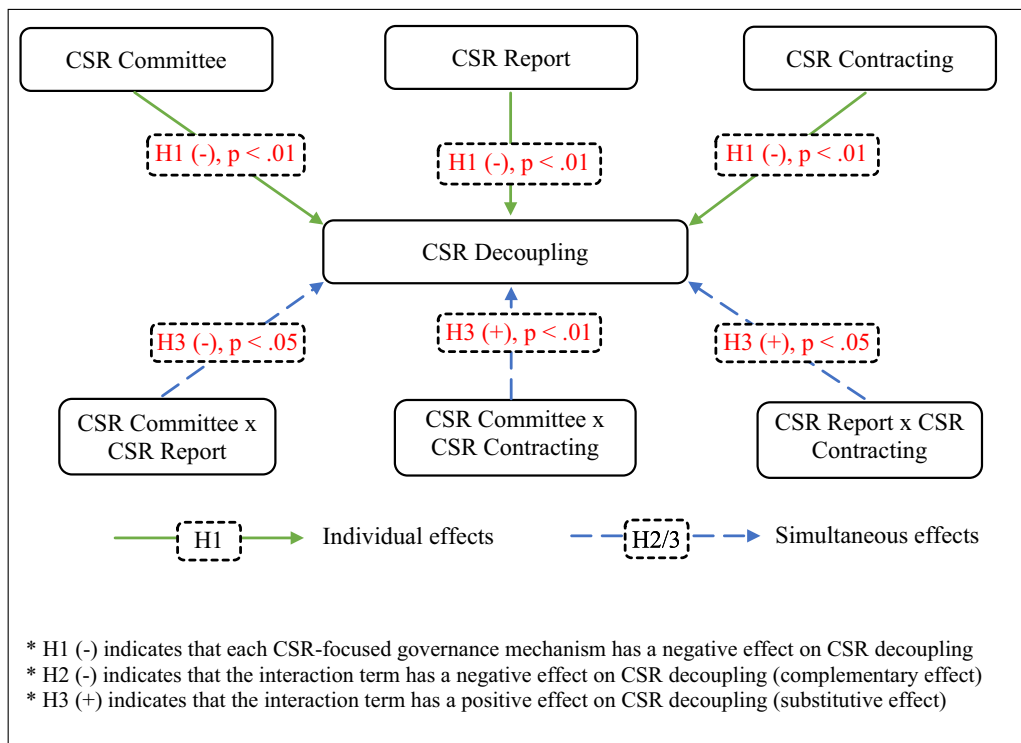 CSR Committee
CSR Report
CSR Contracting
H1 (-), p < .01
H1 (-), p < .01
H1 (-), p < .01
CSR Decoupling
H3 (-), p < .05
H3 (+), p < .01
H3 (+), p < .05
CSR Committee x
CSR Report
CSR Committee x
CSR Contracting
CSR Report x CSR
Contracting
H1
Individual effects
H2/3
Simultaneous effects
* H1 (-) indicates that each CSR-focused governance mechanism has a negative effect on CSR decoupling
* H2 (-) indicates that the interaction term has a negative effect on CSR decoupling (complementary effect)
* H3 (+) indicates that the interaction term has a positive effect on CSR decoupling (substitutive effect)